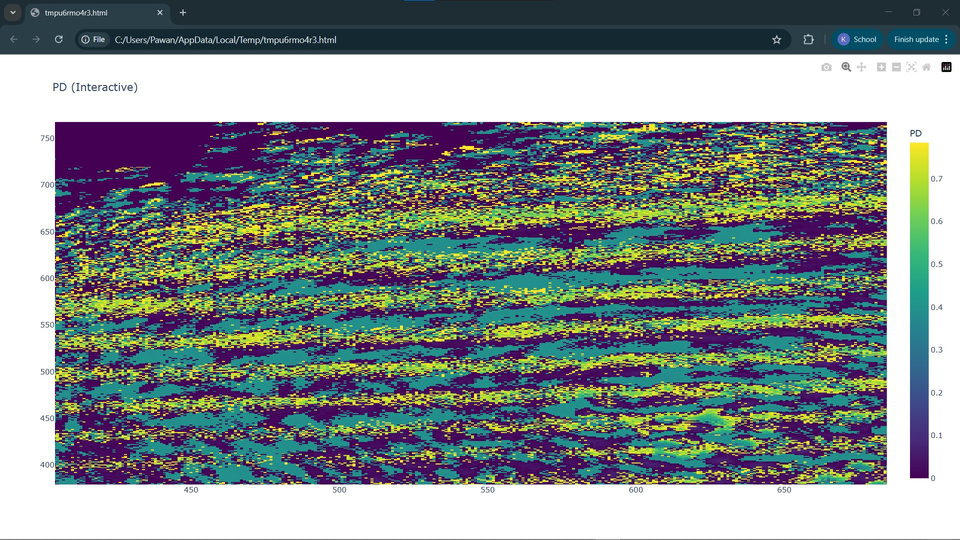 tmpu6rmo4r3.html
File
C:/Users/Pawan/AppData/Local/Temp/tmpu6rmo4r3.html
K
School
Finish update
PD (Interactive)
PD
750
700
650
600
550
500
450
400
450
500
550
600
650
0.7
0.6
0.5
0.4
0.3
0.2
0.1
0